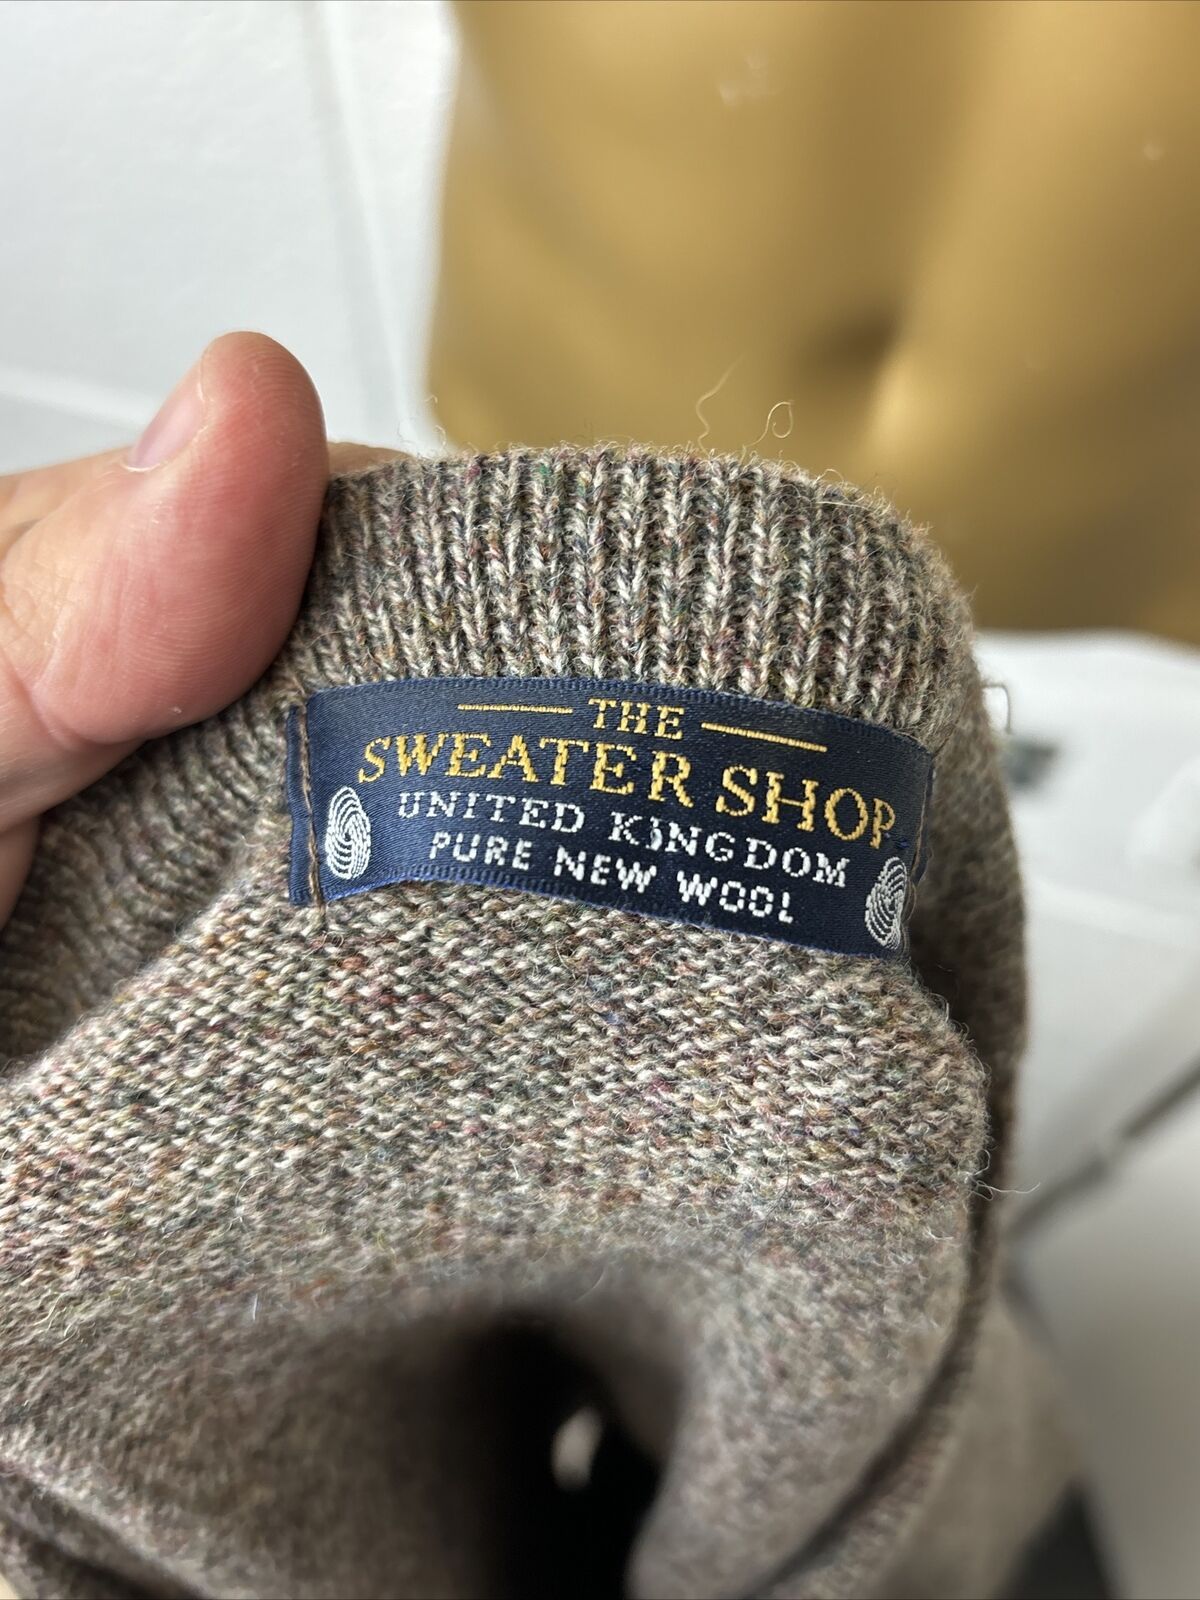 THE
SWEATER SHOP
UNITED KINGDOM
PURE NEW WOOL